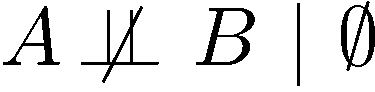 A ⫫̸ B | ∅